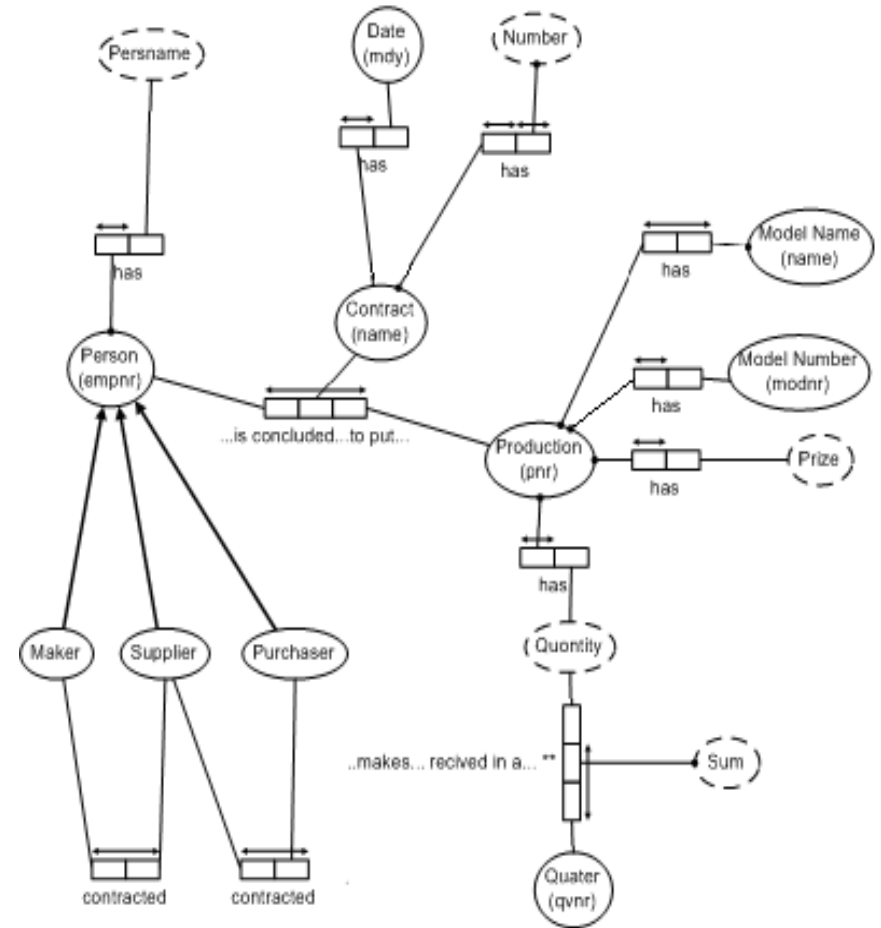 Persname
Date
(mdy)
Number
has
has
has
Model Name
(name)
has
Contract
(name)
Person
(empnr)
Model Number
(modnr)
has
...is concluded...to put...
Production
(pnr)
Prize
has
has
Maker
Supplier
Purchaser
Quontity
..makes... recived in a... **
Sum
Quater
(qvnr)
contracted
contracted